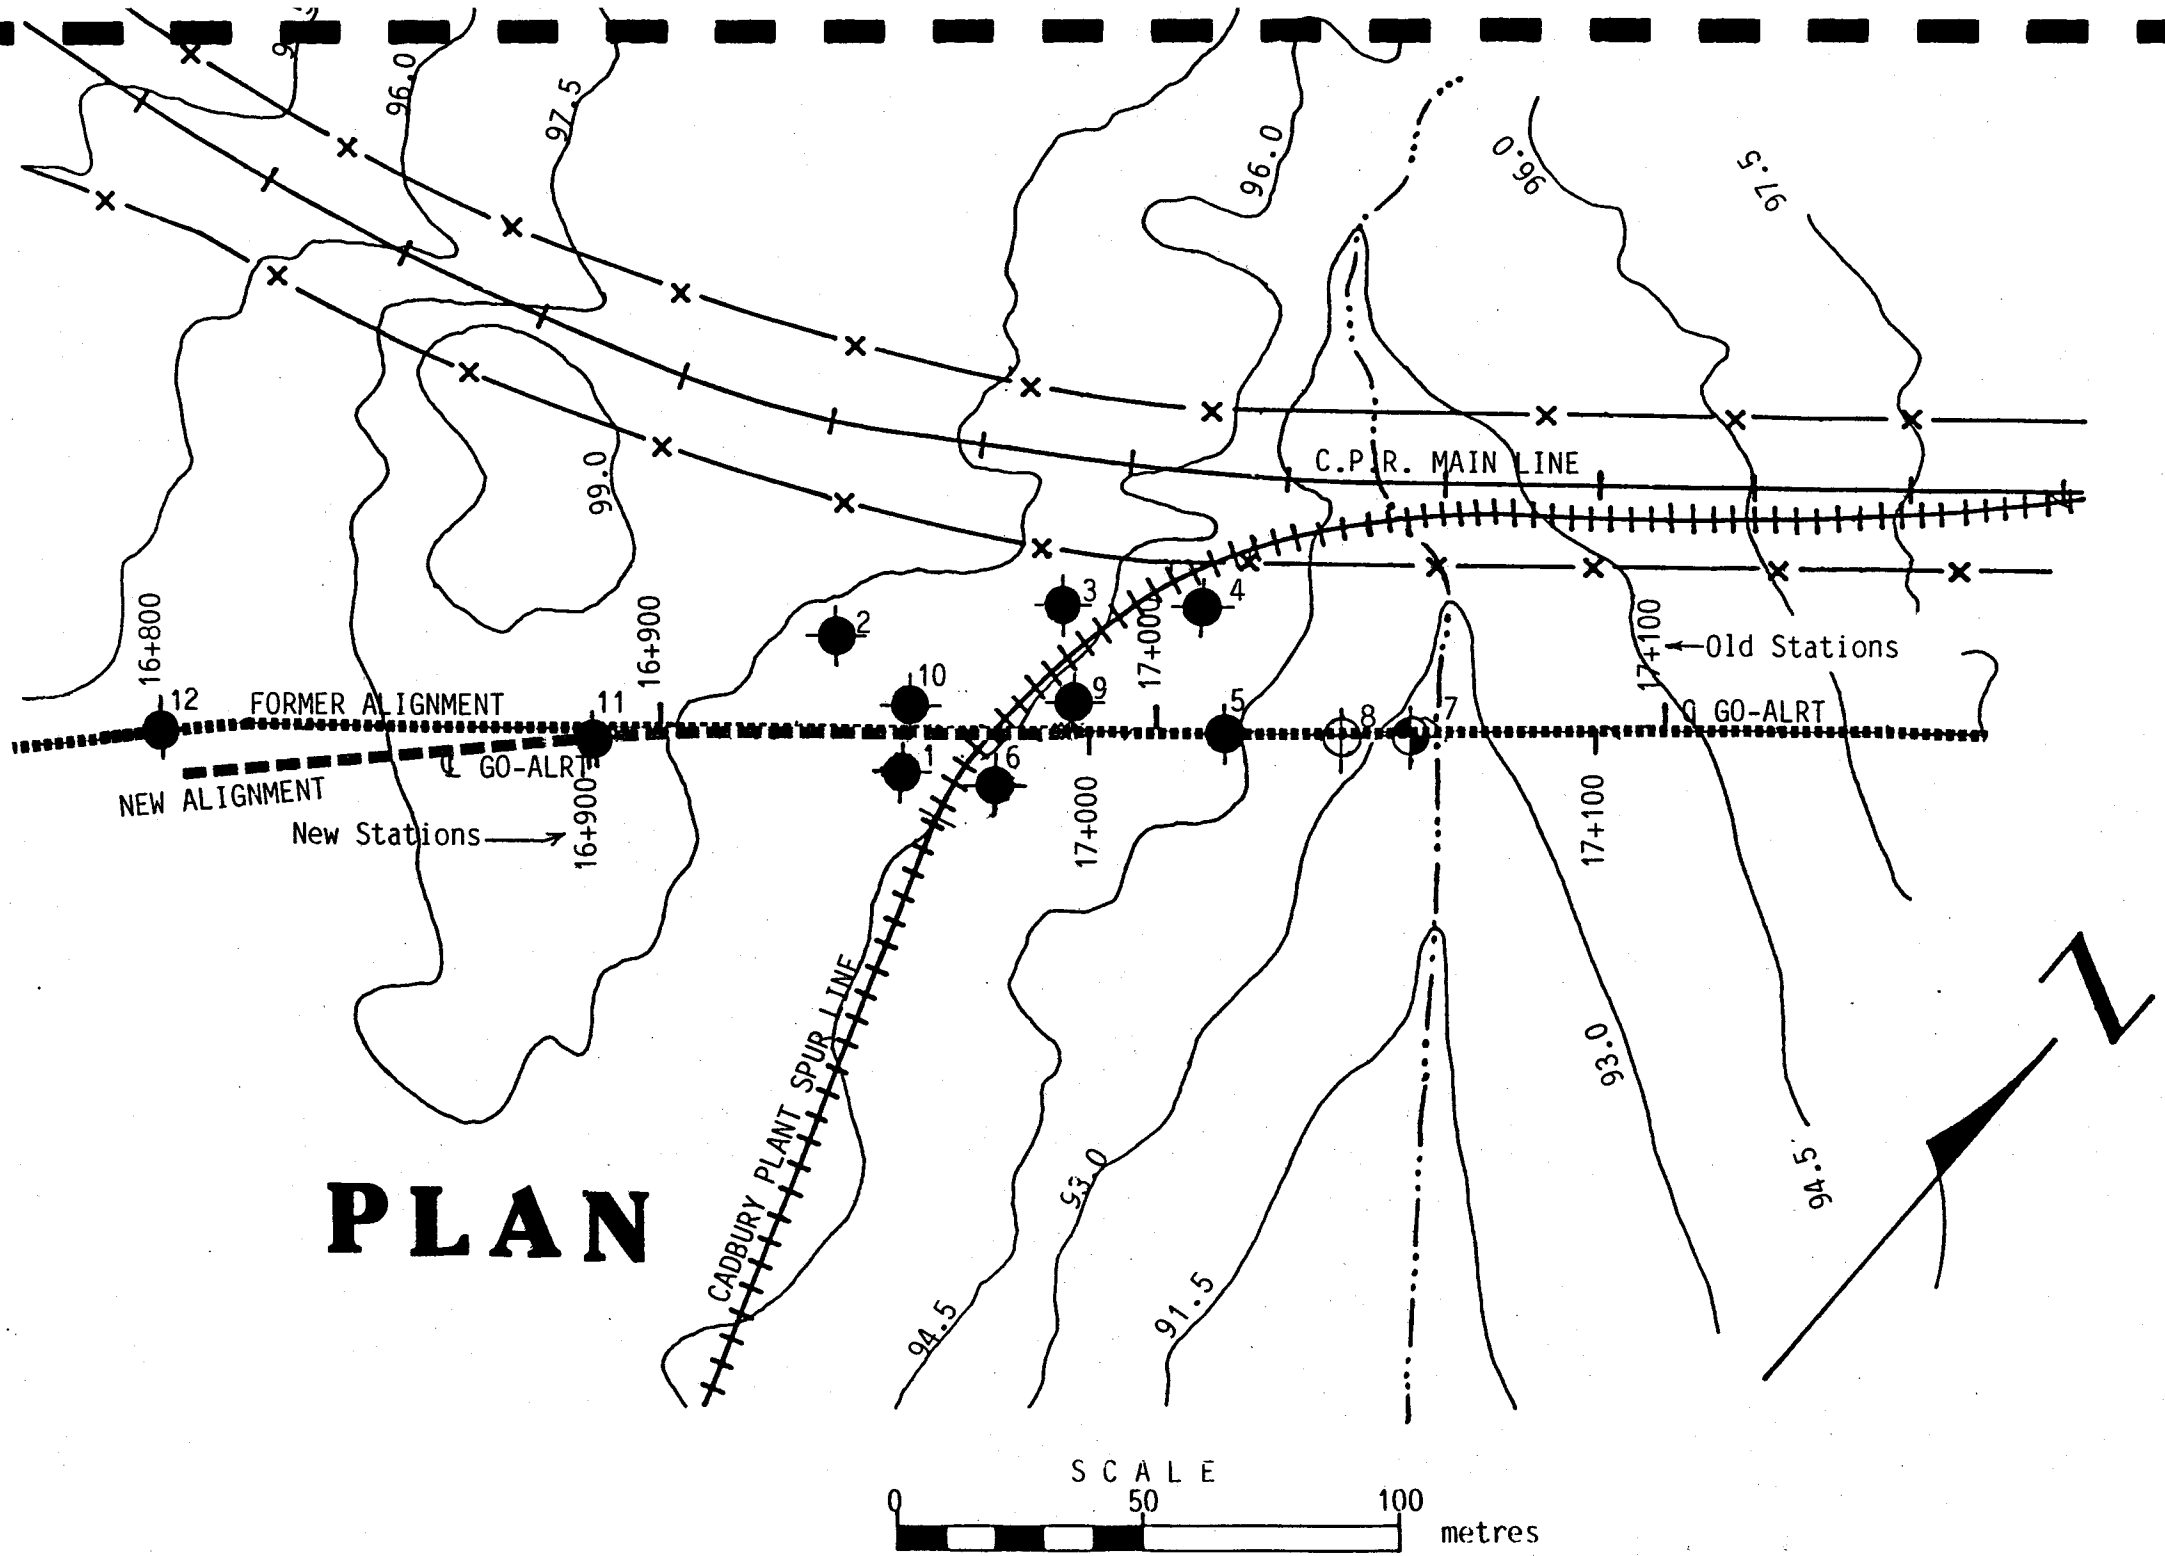 96.0
97.5
96.0
96.0
97.5
C.P.R. MAIN LINE
99.0
16+800
16+900
17+000
17+100
3
4
2
←Old Stations
10
9
12
FORMER ALIGNMENT
11
5
8
7
℄ GO-ALRT
1
6
℄ GO-ALRT
NEW ALIGNMENT
New Stations→
16+900
17+000
17+100
CADBURY PLANT SPUR LINE
93.0
93.0
94.5
94.5
91.5
N
PLAN
SCALE
0 50 100
metres